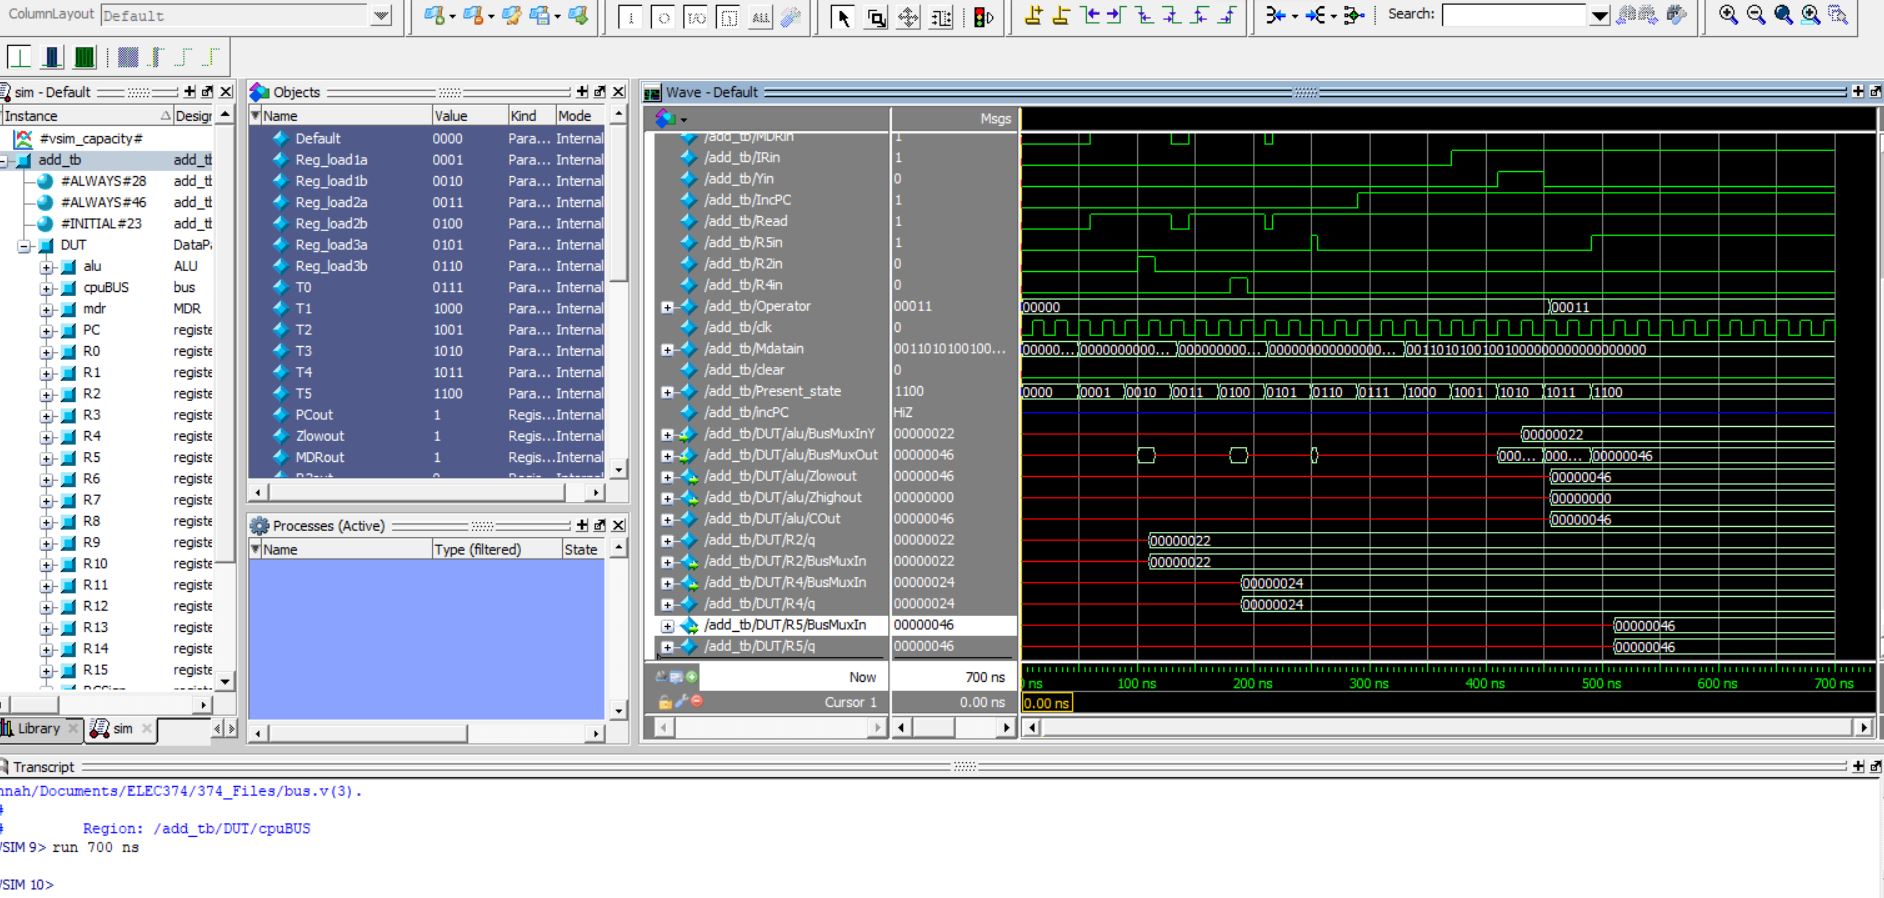 ColumnLayout Default
ALL
Search:
sim - Default
Instance Design
#vsim_capacity#
add_tb add_tb
#ALWAYS#28 add_tb
#ALWAYS#46 add_tb
#INITIAL#23 add_tb
DUT DataPa
alu ALU
cpuBUS bus
mdr MDR
PC registe
R0 registe
R1 registe
R2 registe
R3 registe
R4 registe
R5 registe
R6 registe
R7 registe
R8 registe
R9 registe
R10 registe
R11 registe
R12 registe
R13 registe
R14 registe
R15 registe
Library
sim
Objects
Name Value Kind Mode
Default 0000 Para... Internal
Reg_load1a 0001 Para... Internal
Reg_load1b 0010 Para... Internal
Reg_load2a 0011 Para... Internal
Reg_load2b 0100 Para... Internal
Reg_load3a 0101 Para... Internal
Reg_load3b 0110 Para... Internal
T0 0111 Para... Internal
T1 1000 Para... Internal
T2 1001 Para... Internal
T3 1010 Para... Internal
T4 1011 Para... Internal
T5 1100 Para... Internal
PCout 1 Regis... Internal
Zlowout 1 Regis... Internal
MDRout 1 Regis... Internal
Processes (Active)
Name Type (filtered) State
Wave - Default
Msgs
/add_tb/MDRin 1
/add_tb/IRin 1
/add_tb/Yin 0
/add_tb/IncPC 1
/add_tb/Read 1
/add_tb/R5in 1
/add_tb/R2in 0
/add_tb/R4in 0
/add_tb/Operator 00011 00000 00011
/add_tb/clk 0
/add_tb/Mdatain 0011010100100... 00000... 0000000000... 000000000... 000000000000000... 00110101001001000000000000000000
/add_tb/clear 0
/add_tb/Present_state 1100 0000 0001 0010 0011 0100 0101 0110 0111 1000 1001 1010 1011 1100
/add_tb/incPC HiZ
/add_tb/DUT/alu/BusMuxInY 00000022 00000022
/add_tb/DUT/alu/BusMuxOut 00000046 000... 000... 00000046
/add_tb/DUT/alu/Zlowout 00000046 00000046
/add_tb/DUT/alu/Zhighout 00000000 00000000
/add_tb/DUT/alu/COut 00000046 00000046
/add_tb/DUT/R2/q 00000022 00000022
/add_tb/DUT/R2/BusMuxIn 00000022 00000022
/add_tb/DUT/R4/BusMuxIn 00000024 00000024
/add_tb/DUT/R4/q 00000024 00000024
/add_tb/DUT/R5/BusMuxIn 00000046 00000046
/add_tb/DUT/R5/q 00000046 00000046
Now 700 ns ns 100 ns 200 ns 300 ns 400 ns 500 ns 600 ns 700 ns
Cursor 1 0.00 ns 0.00 ns
Transcript
nnah/Documents/ELEC374/374_Files/bus.v(3).
#
# Region: /add_tb/DUT/cpuBUS
VSIM 9> run 700 ns
VSIM 10>